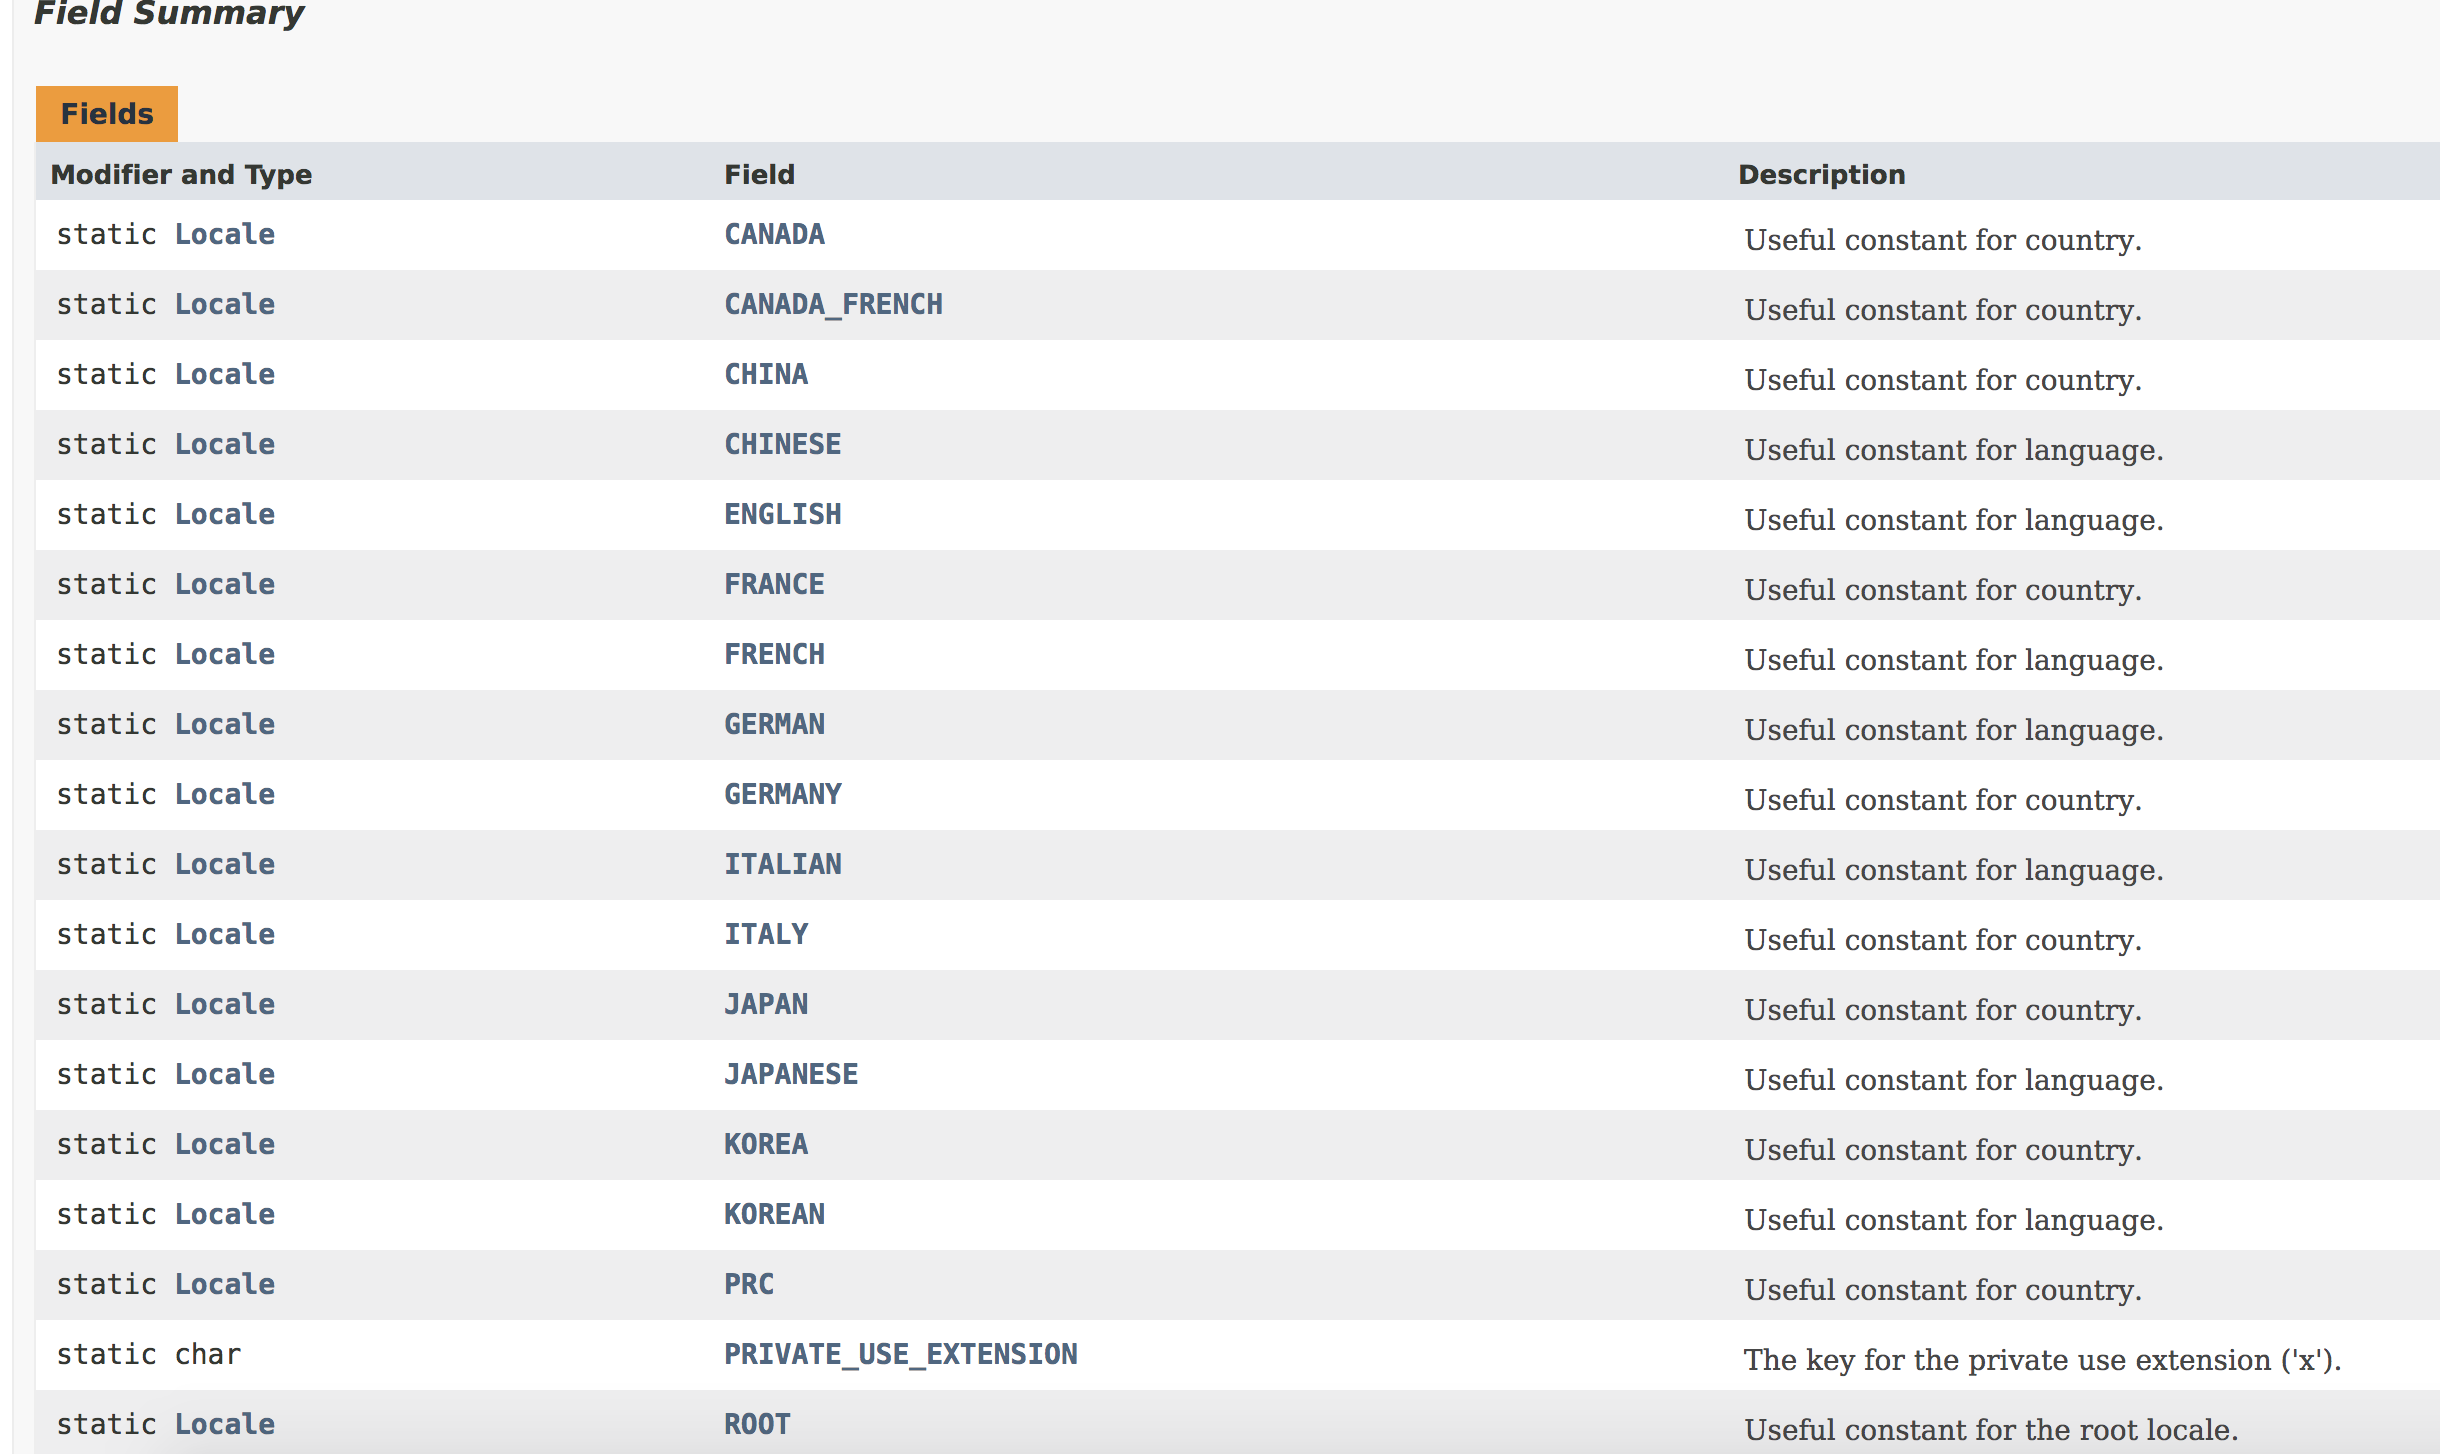 Field Summary
Fields
Modifier and Type Field Description
static Locale CANADA Useful constant for country.
static Locale CANADA_FRENCH Useful constant for country.
static Locale CHINA Useful constant for country.
static Locale CHINESE Useful constant for language.
static Locale ENGLISH Useful constant for language.
static Locale FRANCE Useful constant for country.
static Locale FRENCH Useful constant for language.
static Locale GERMAN Useful constant for language.
static Locale GERMANY Useful constant for country.
static Locale ITALIAN Useful constant for language.
static Locale ITALY Useful constant for country.
static Locale JAPAN Useful constant for country.
static Locale JAPANESE Useful constant for language.
static Locale KOREA Useful constant for country.
static Locale KOREAN Useful constant for language.
static Locale PRC Useful constant for country.
static char PRIVATE_USE_EXTENSION The key for the private use extension ('x').
static Locale ROOT Useful constant for the root locale.